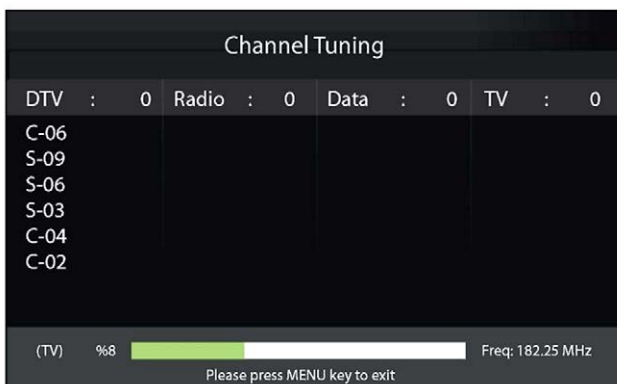 Channel Tuning
DTV : 0 Radio : 0 Data : 0 TV : 0
C-06
S-09
S-06
S-03
C-04
C-02
(TV) %8 Freq: 182.25 MHz
Please press MENU key to exit